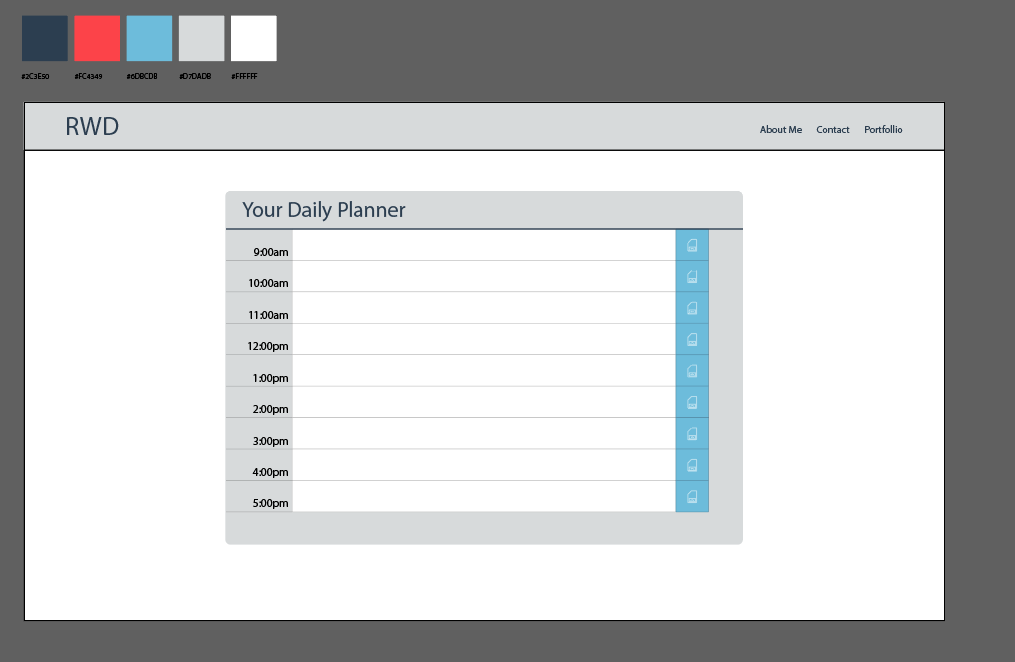 #2C3E50 #FC4349 #6DBCDB #D7DADB #FFFFFF
RWD
About Me Contact Portfollio
Your Daily Planner
9:00am
10:00am
11:00am
12:00pm
1:00pm
2:00pm
3:00pm
4:00pm
5:00pm